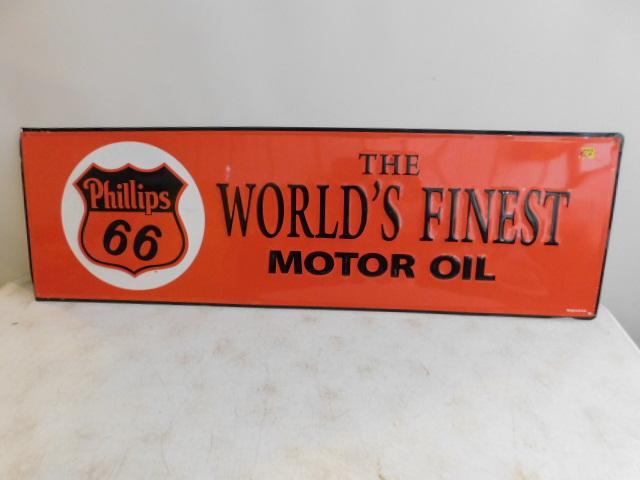 Phillips
66
THE
WORLD'S FINEST
MOTOR OIL